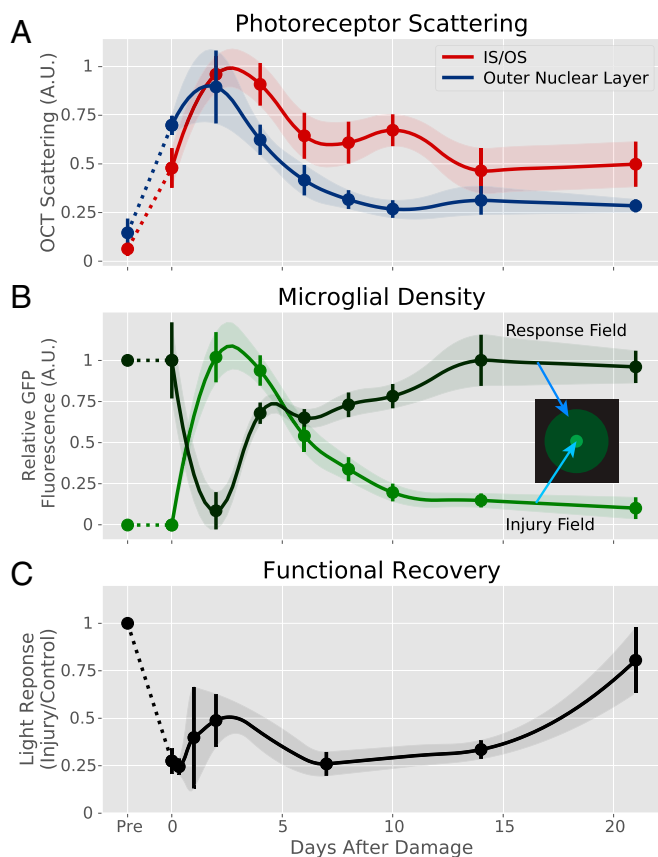 A
Photoreceptor Scattering
OCT Scattering (A.U.)
1
0.75
0.5
0.25
0
IS/OS
Outer Nuclear Layer
B
Microglial Density
Relative GFP
Fluorescence (A.U.)
1
0.75
0.5
0.25
0
Response Field
Injury Field
C
Functional Recovery
Light Reponse
(Injury/Control)
1
0.75
0.5
0.25
0
Pre 0 5 10 15 20
Days After Damage